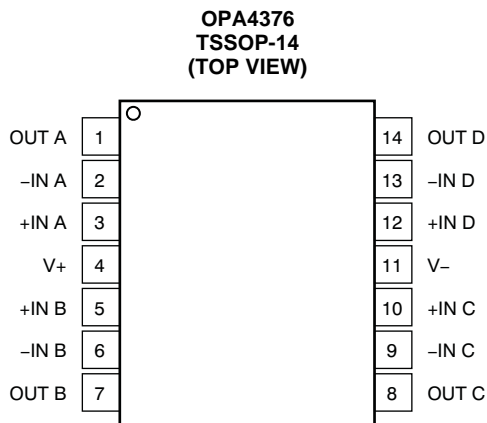 OPA4376
TSSOP-14
(TOP VIEW)
OUT A 1 14 OUT D
–IN A 2 13 –IN D
+IN A 3 12 +IN D
V+ 4 11 V–
+IN B 5 10 +IN C
–IN B 6 9 –IN C
OUT B 7 8 OUT C